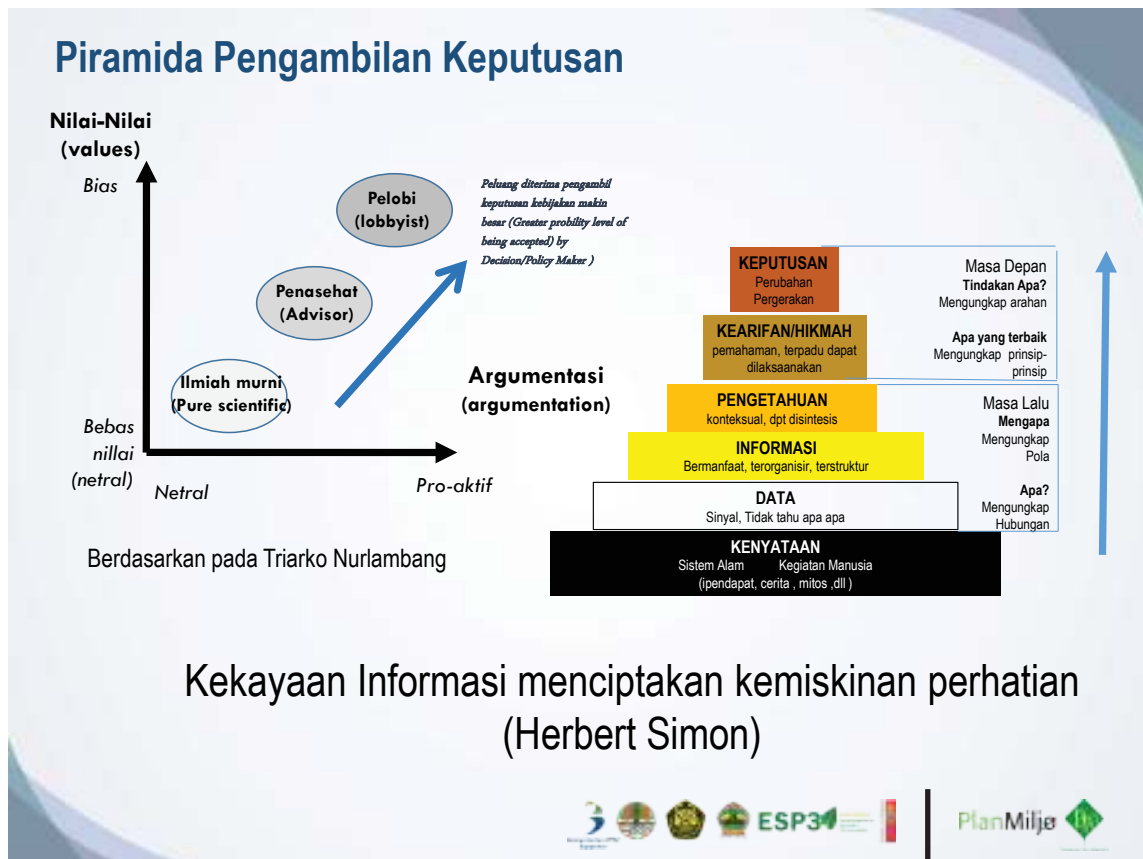 Piramida Pengambilan Keputusan
Nilai-Nilai
(values)
Bias
Pelobi
(lobbyist)
Penasehat
(Advisor)
Ilmiah murni
(Pure scientific)
Bebas
nillai
(netral)
Netral
Pro-aktif
Argumentasi
(argumentation)
Peluang diterima pengambil
keputusan kebijakan makin
besar (Greater probility level of
being accepted) by
Decision/Policy Maker )
Berdasarkan pada Triarko Nurlambang
KEPUTUSAN
Perubahan
Pergerakan
KEARIFAN/HIKMAH
pemahaman, terpadu dapat
dilaksaanakan
PENGETAHUAN
konteksual, dpt disintesis
INFORMASI
Bermanfaat, terorganisir, terstruktur
DATA
Sinyal, Tidak tahu apa apa
KENYATAAN
Sistem Alam Kegiatan Manusia
(ipendapat, cerita , mitos ,dll )
Masa Depan
Tindakan Apa?
Mengungkap arahan
Apa yang terbaik
Mengungkap prinsip-
prinsip
Masa Lalu
Mengapa
Mengungkap
Pola
Apa?
Mengungkap
Hubungan
Kekayaan Informasi menciptakan kemiskinan perhatian
(Herbert Simon)
ESP3
PlanMiljø